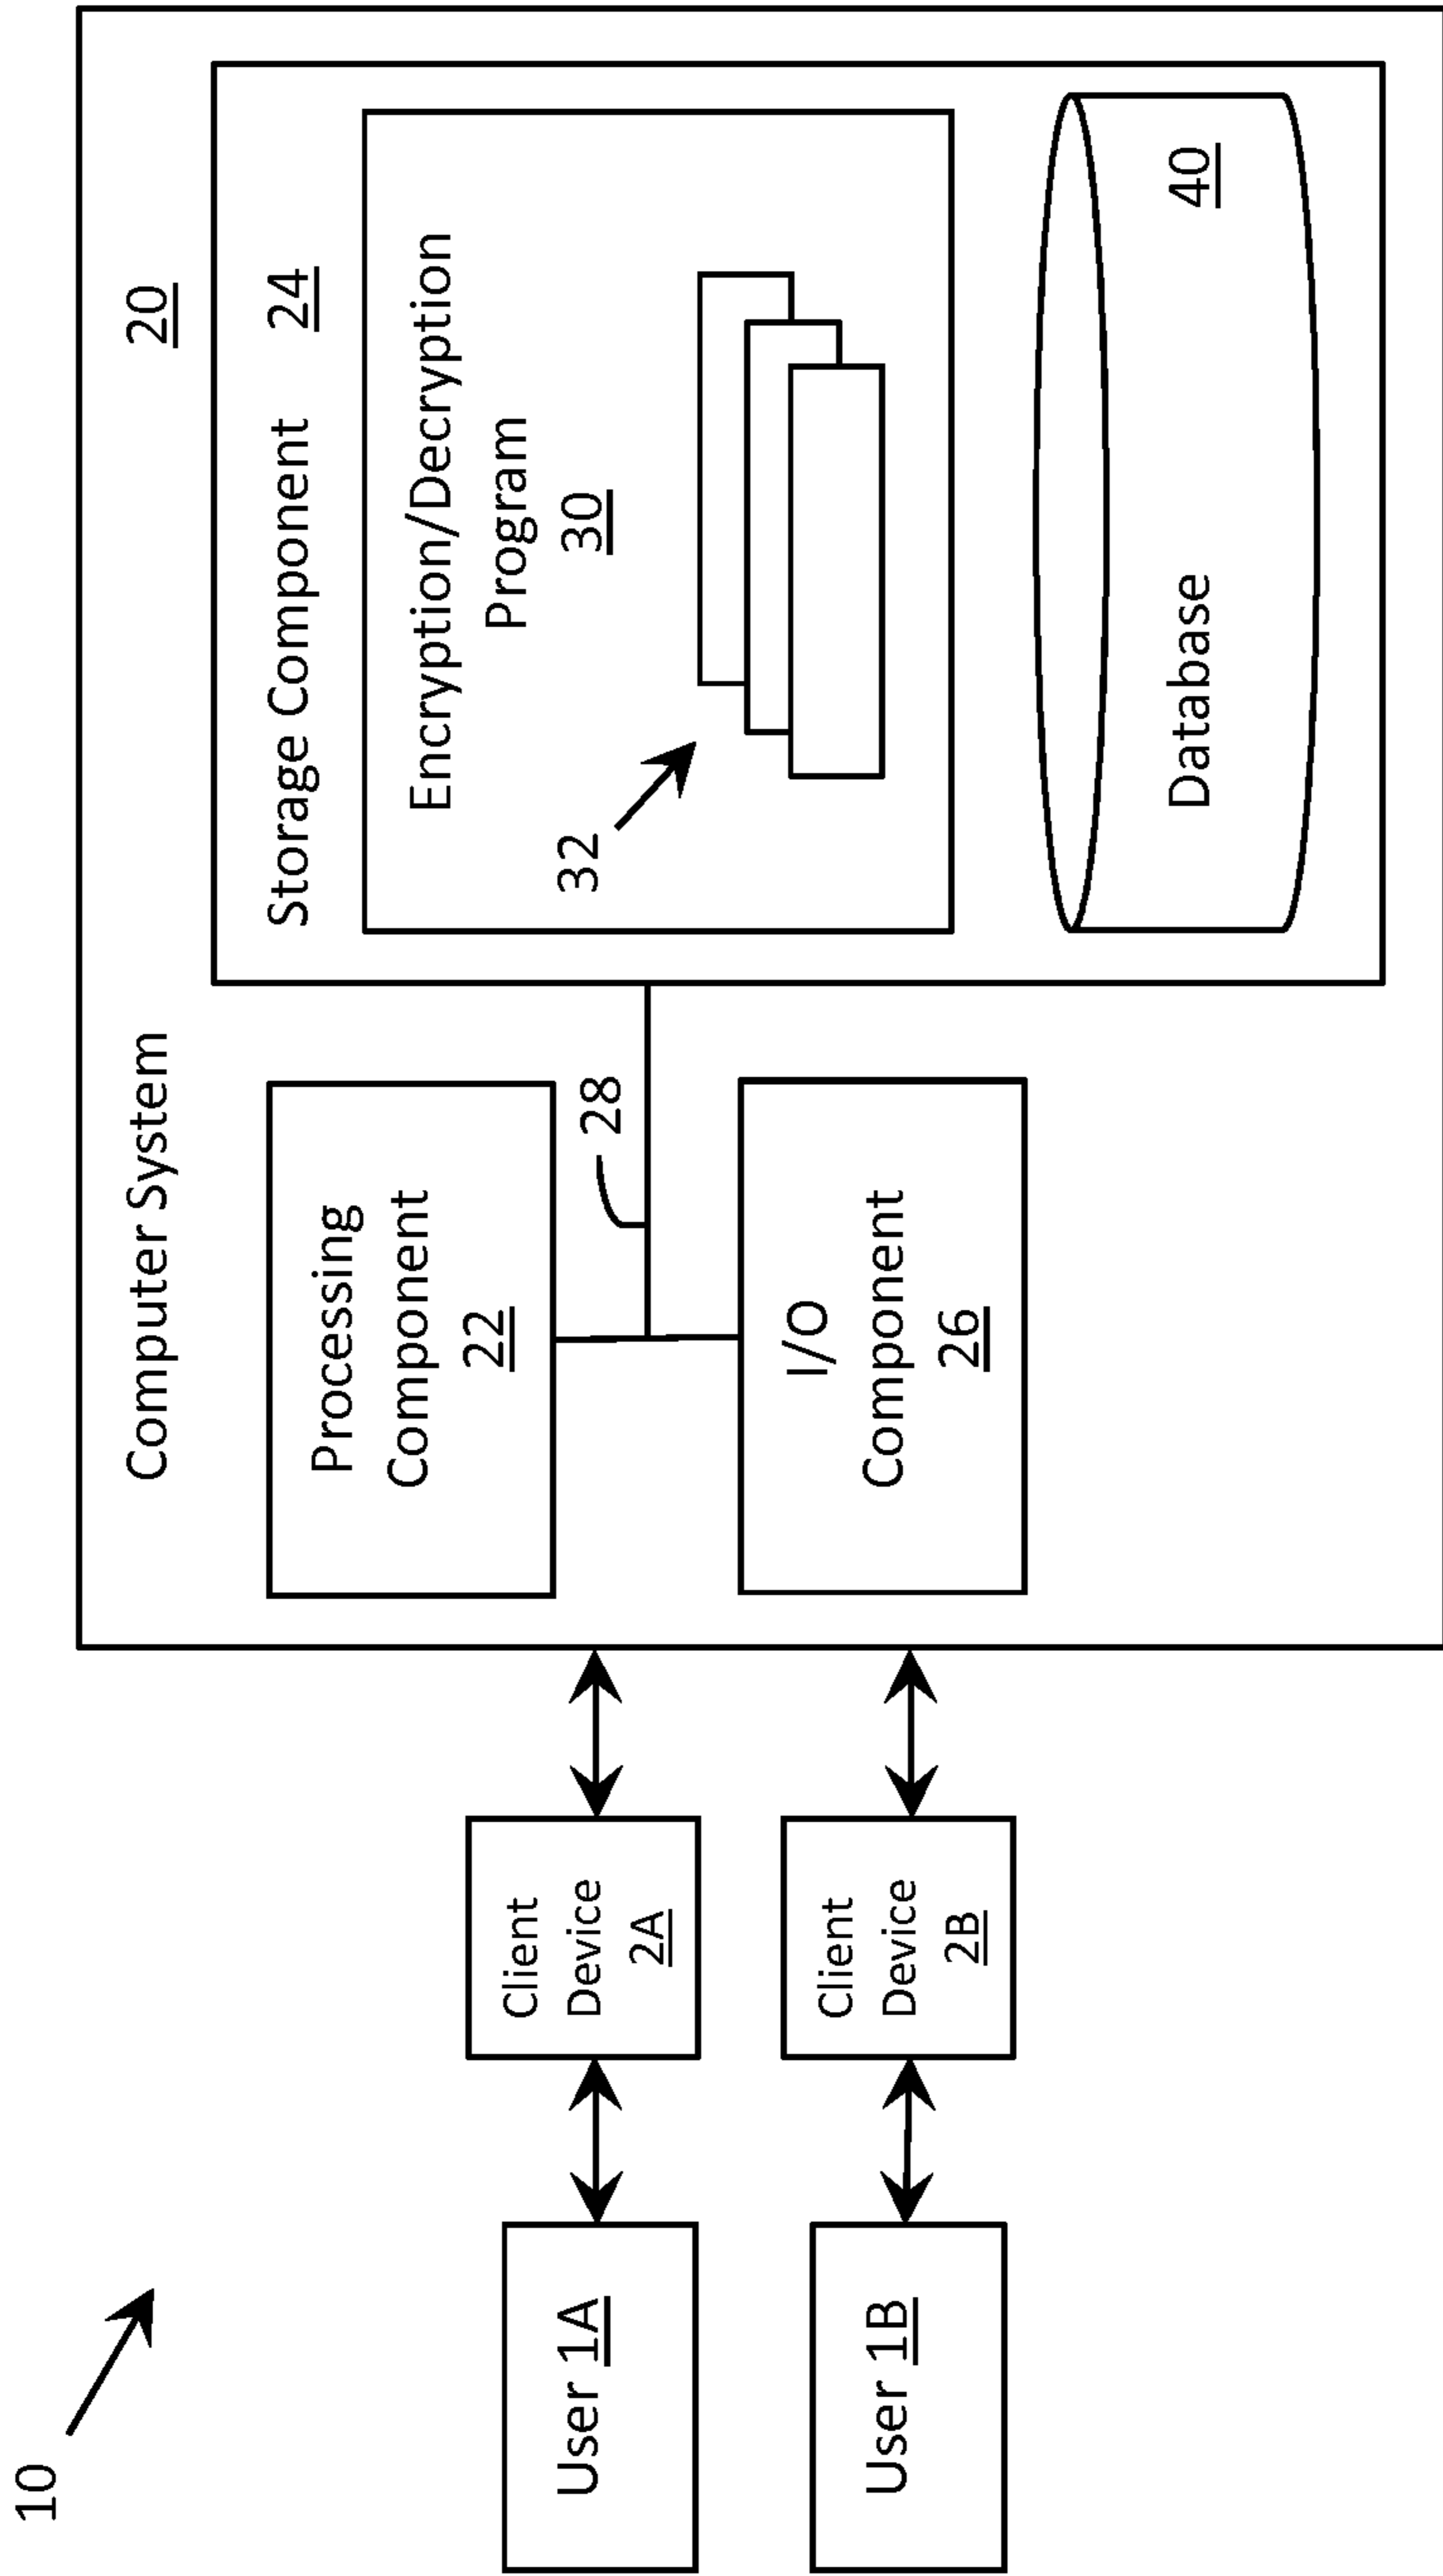 10
User 1A
User 1B
Client
Device
2A
Client
Device
2B
Computer System 20
Processing
Component
22
28
I/O
Component
26
Storage Component 24
Encryption/Decryption
Program
30
32
Database 40